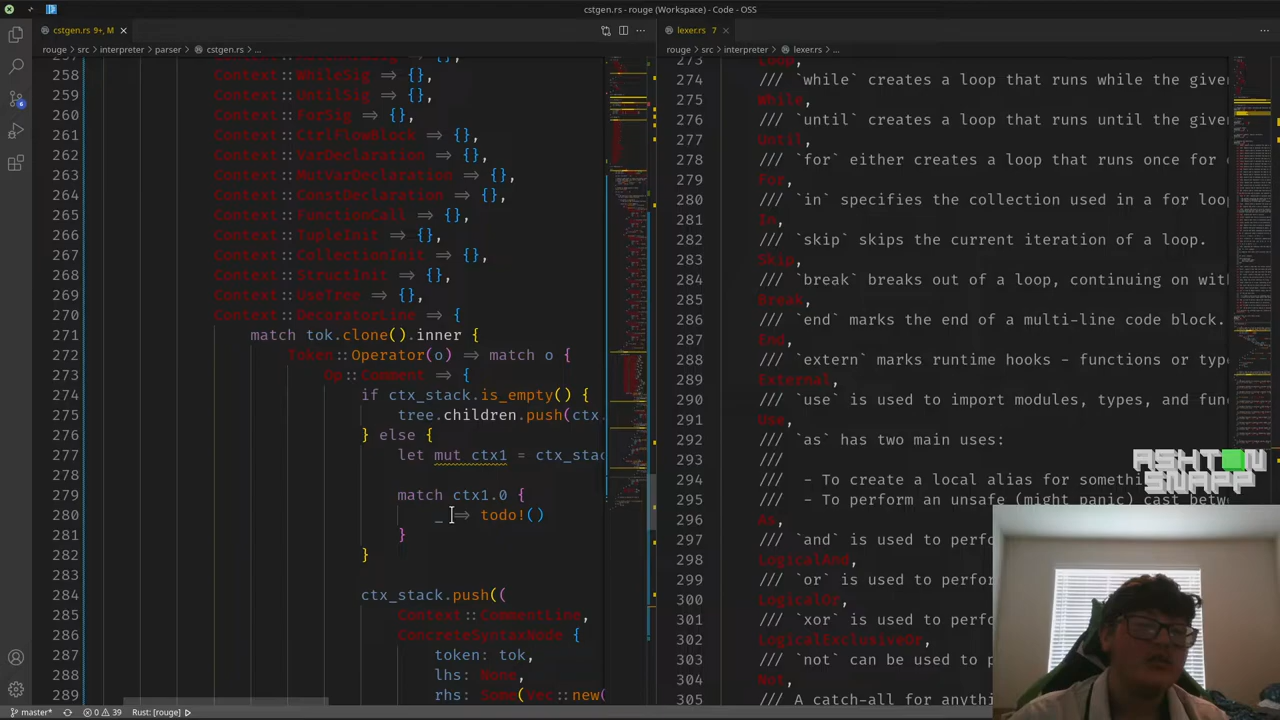 cstgen.rs (Workspace) - Code - OSS
cstgen.rs 9+, M
rouge > src > interpreter > parser > cstgen.rs > ...
258 Context::WhileSig => {},
259 Context::UntilSig => {},
260 Context::ForSig => {},
261 Context::CtrlFlowBlock => {},
262 Context::VarDeclaration => {},
263 Context::MutVarDeclaration => {},
264 Context::ConstDeclaration => {},
265 Context::FunctionCall => {},
266 Context::TupleInit => {},
267 Context::CollectionInit => {},
268 Context::StructInit => {},
269 Context::UseTree => {},
270 Context::DecoratorLine => {
271 match tok.clone().inner {
272 Token::Operator(o) => match o {
273 Op::Comment => {
274 if ctx_stack.is_empty() {
275 tree.children.push(ctx.
276 } else {
277 let mut ctx1 = ctx_stac
278
279 match ctx1.0 {
280 _ => todo!()
281 }
282 }
283
284 ctx_stack.push((
285 Context::CommentLine,
286 ConcreteSyntaxNode {
287 token: tok,
288 lhs: None,
289 rhs: Some(Vec::new(
lexer.rs 7
rouge > src > interpreter > lexer.rs > ...
273 Loop,
274 /// `while` creates a loop that runs while the give
275 While,
276 /// `until` creates a loop that runs until the give
277 Until,
278 /// `for` either creates a loop that runs once for
279 For,
280 /// `in` specifies the collection used in a for loo
281 In,
282 /// `skip` skips the current iteration of a loop.
283 Skip,
284 /// `break` breaks out of a loop, continuing on wit
285 Break,
286 /// `end` marks the end of a multi-line code block.
287 End,
288 /// `extern` marks runtime hooks - functions or type
289 External,
290 /// `use` is used to import modules, types, and fun
291 Use,
292 /// `as` has two main uses:
293 ///
294 /// - To create a local alias for somethi
295 /// - To perform an unsafe (might panic) cast betw
296 As,
297 /// `and` is used to perfo
298 LogicalAnd,
299 /// `or` is used to perfor
300 LogicalOr,
301 /// `xor` is used to perfo
302 LogicalExclusiveOr,
303 /// `not` can be used to p
304 Not,
305 /// A catch-all for anythi
ASHTON
SNAPP
6
master* 0 39 Rust: [rouge]